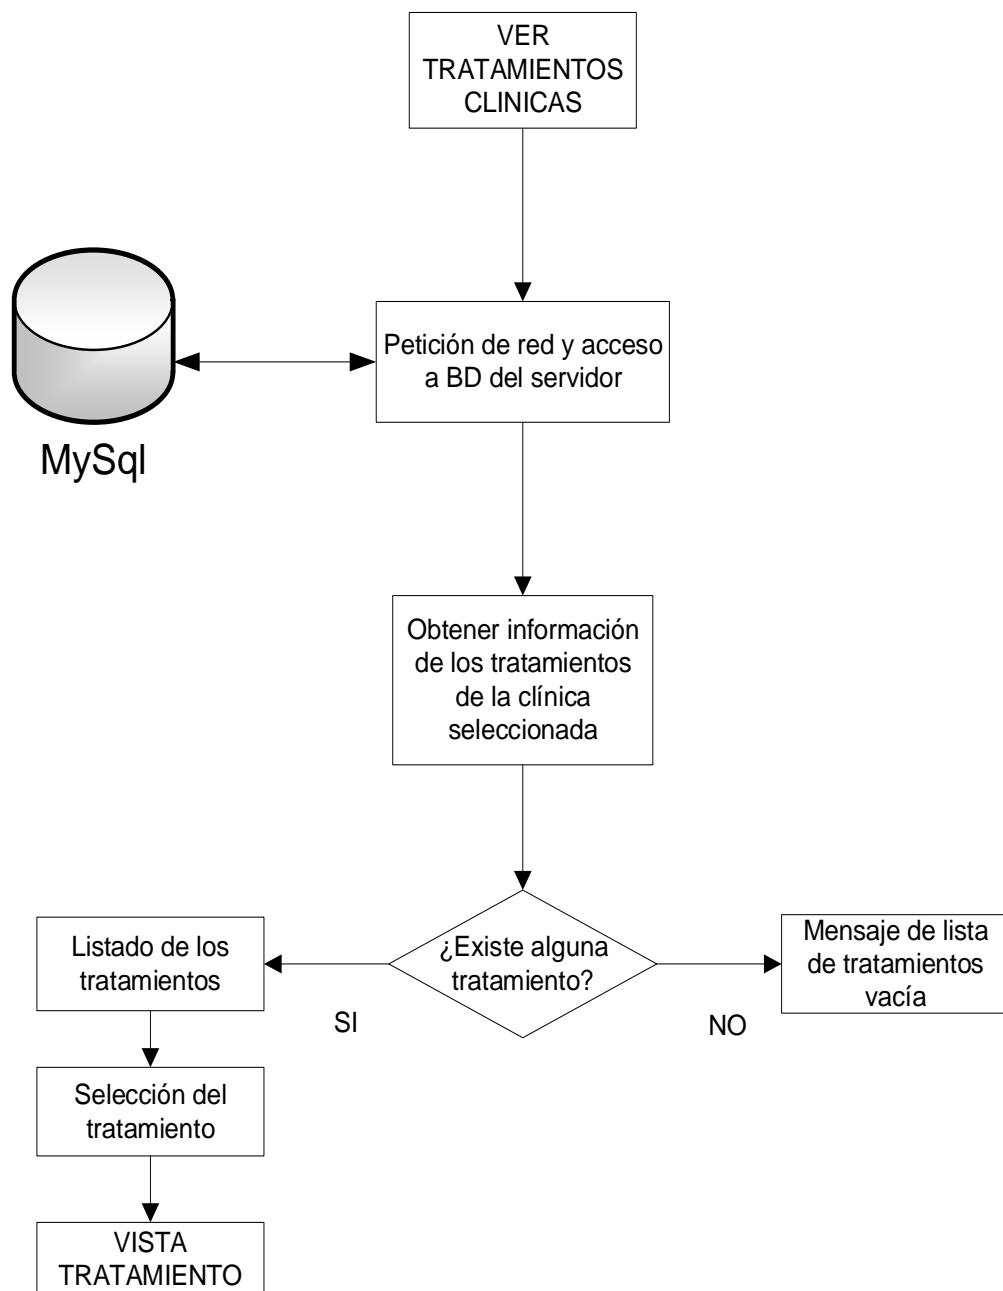 VER
TRATAMIENTOS
CLINICAS
Petición de red y acceso
a BD del servidor
MySql
Obtener información
de los tratamientos
de la clínica
seleccionada
¿Existe alguna
tratamiento?
Listado de los
tratamientos
SI
NO
Mensaje de lista
de tratamientos
vacía
Selección del
tratamiento
VISTA
TRATAMIENTO